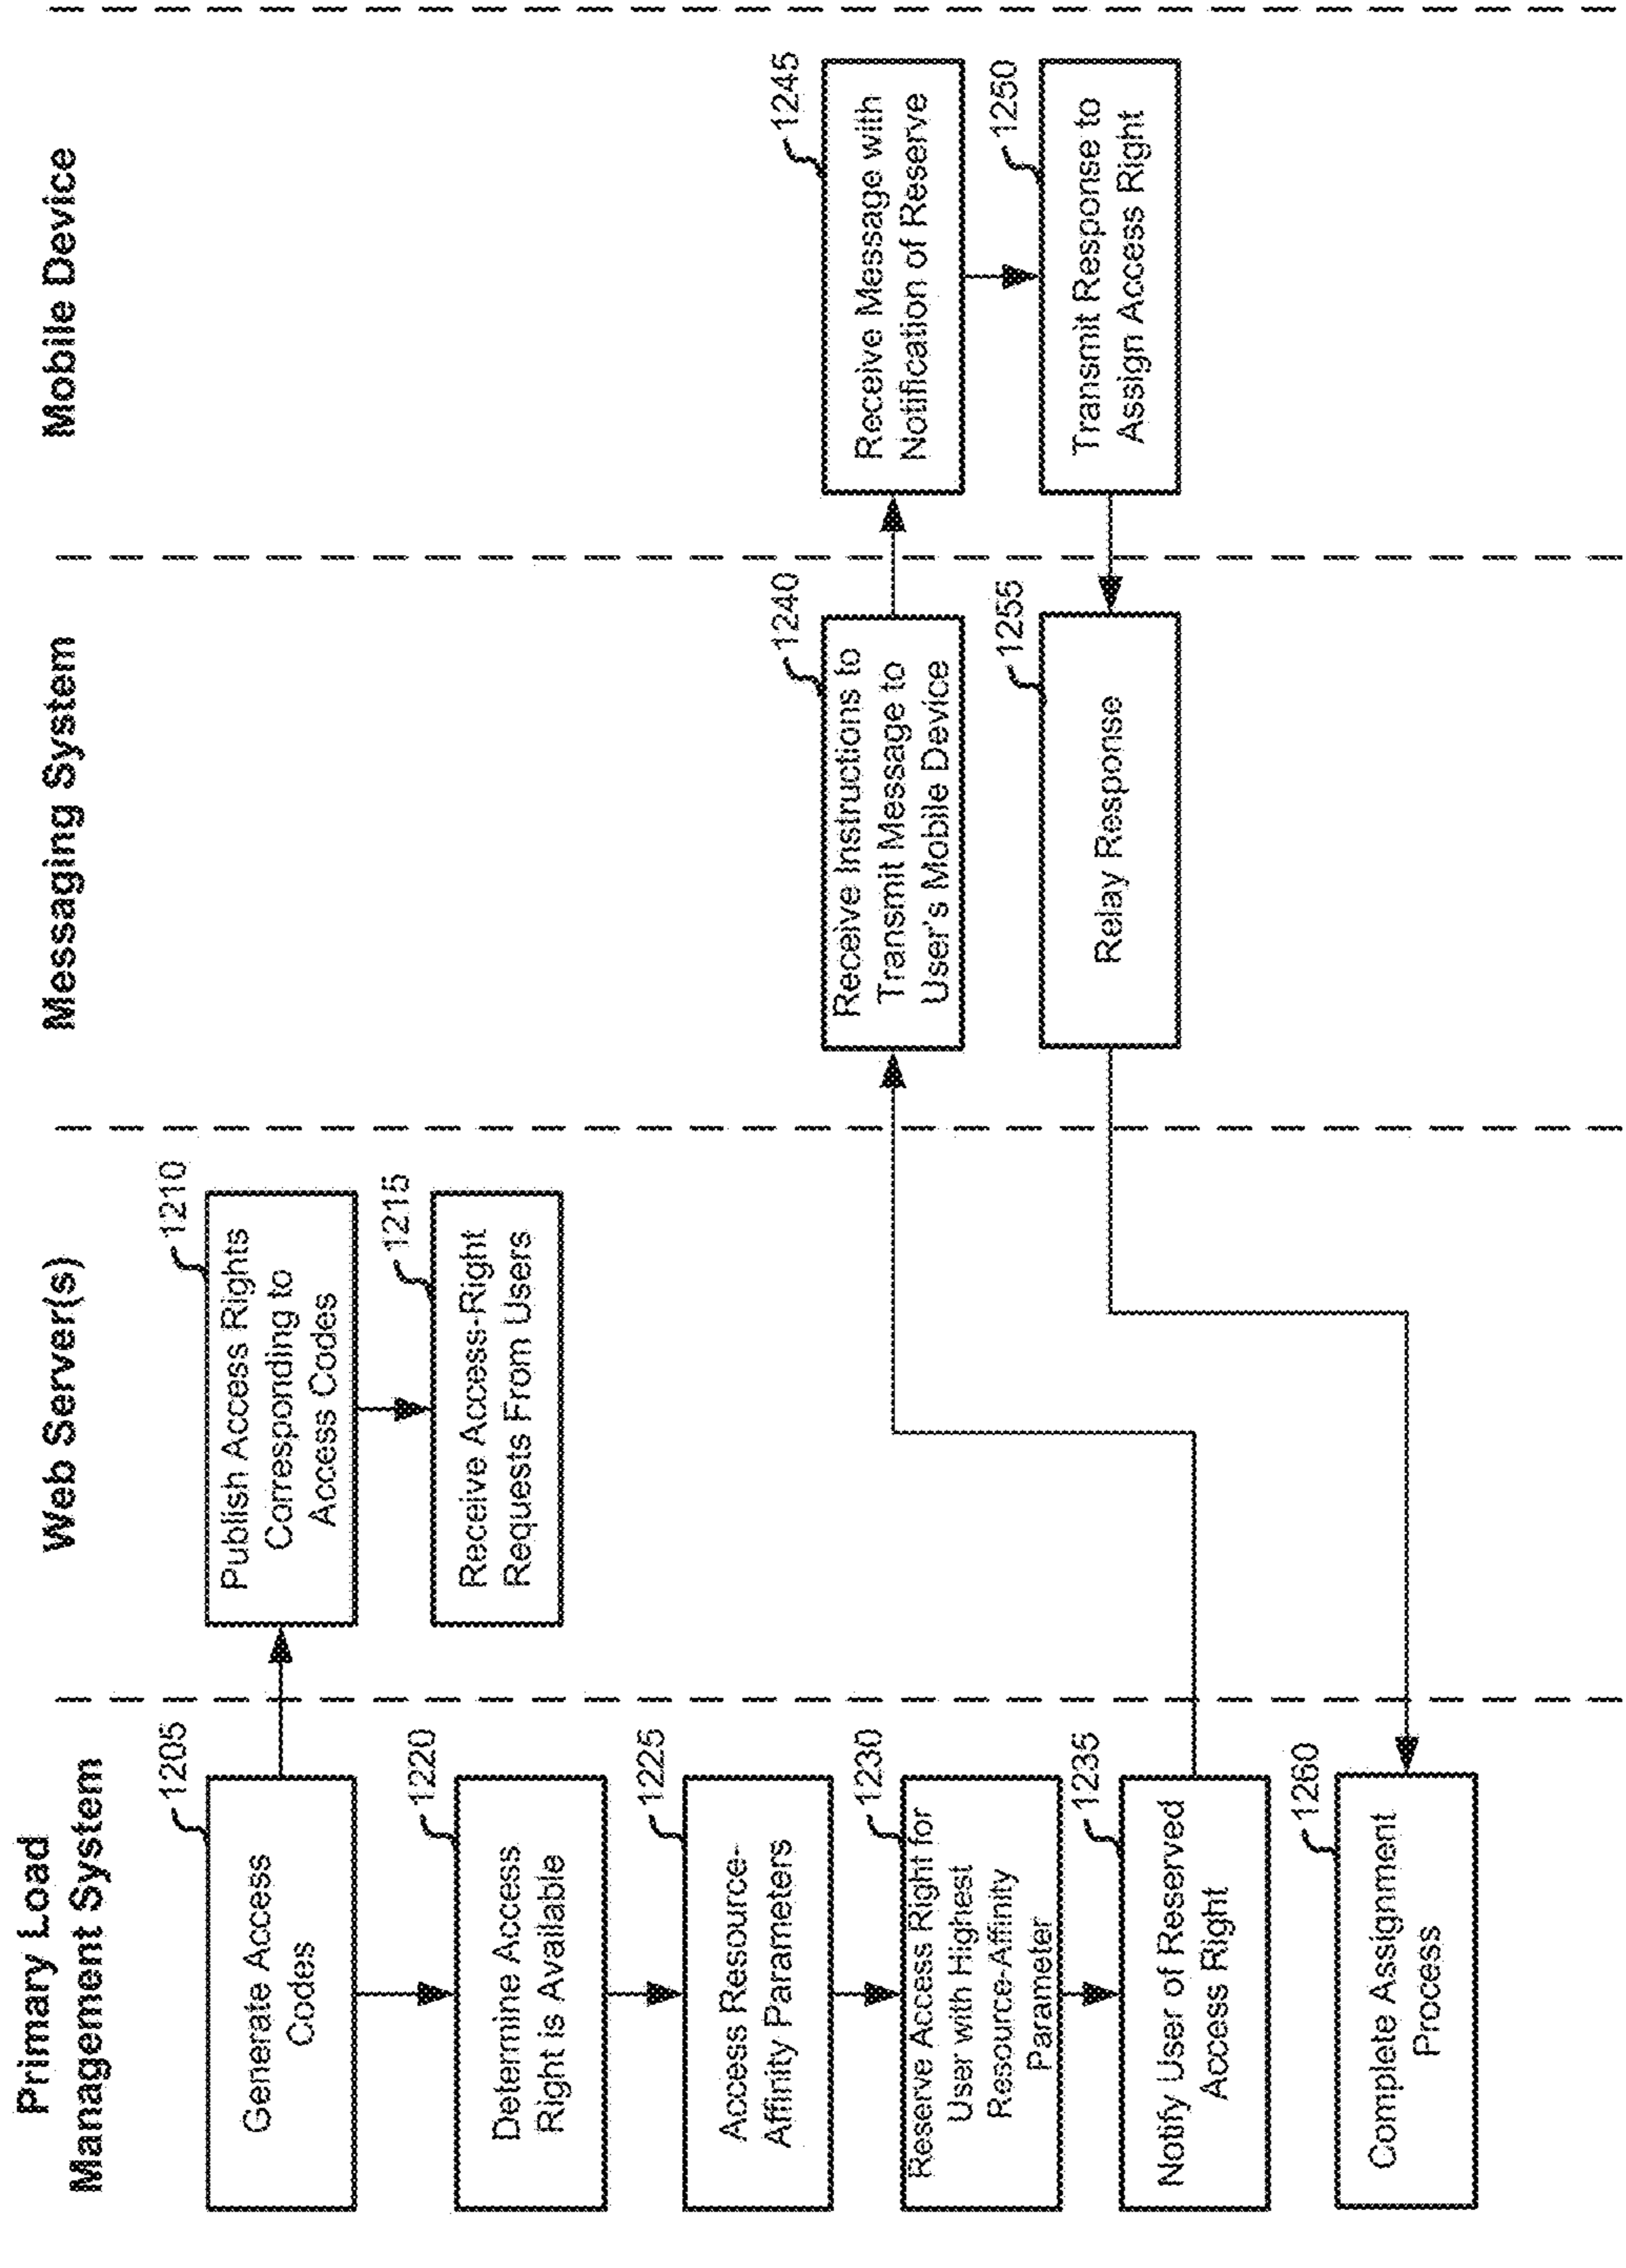 Primary Load
Management System
Web Server(s)
Messaging System
Mobile Device
1205
Generate Access
Codes
1210
Publish Access Rights
Corresponding to
Access Codes
1215
Receive Access-Right
Requests From Users
1220
Determine Access
Right is Available
1225
Access Resource-
Affinity Parameters
1230
Reserve Access Right for
User with Highest
Resource-Affinity
Parameter
1235
Notify User of Reserved
Access Right
1240
Receive Instructions to
Transmit Message to
User's Mobile Device
1245
Receive Message with
Notification of Reserve
1250
Transmit Response to
Assign Access Right
1255
Relay Response
1260
Complete Assignment
Process